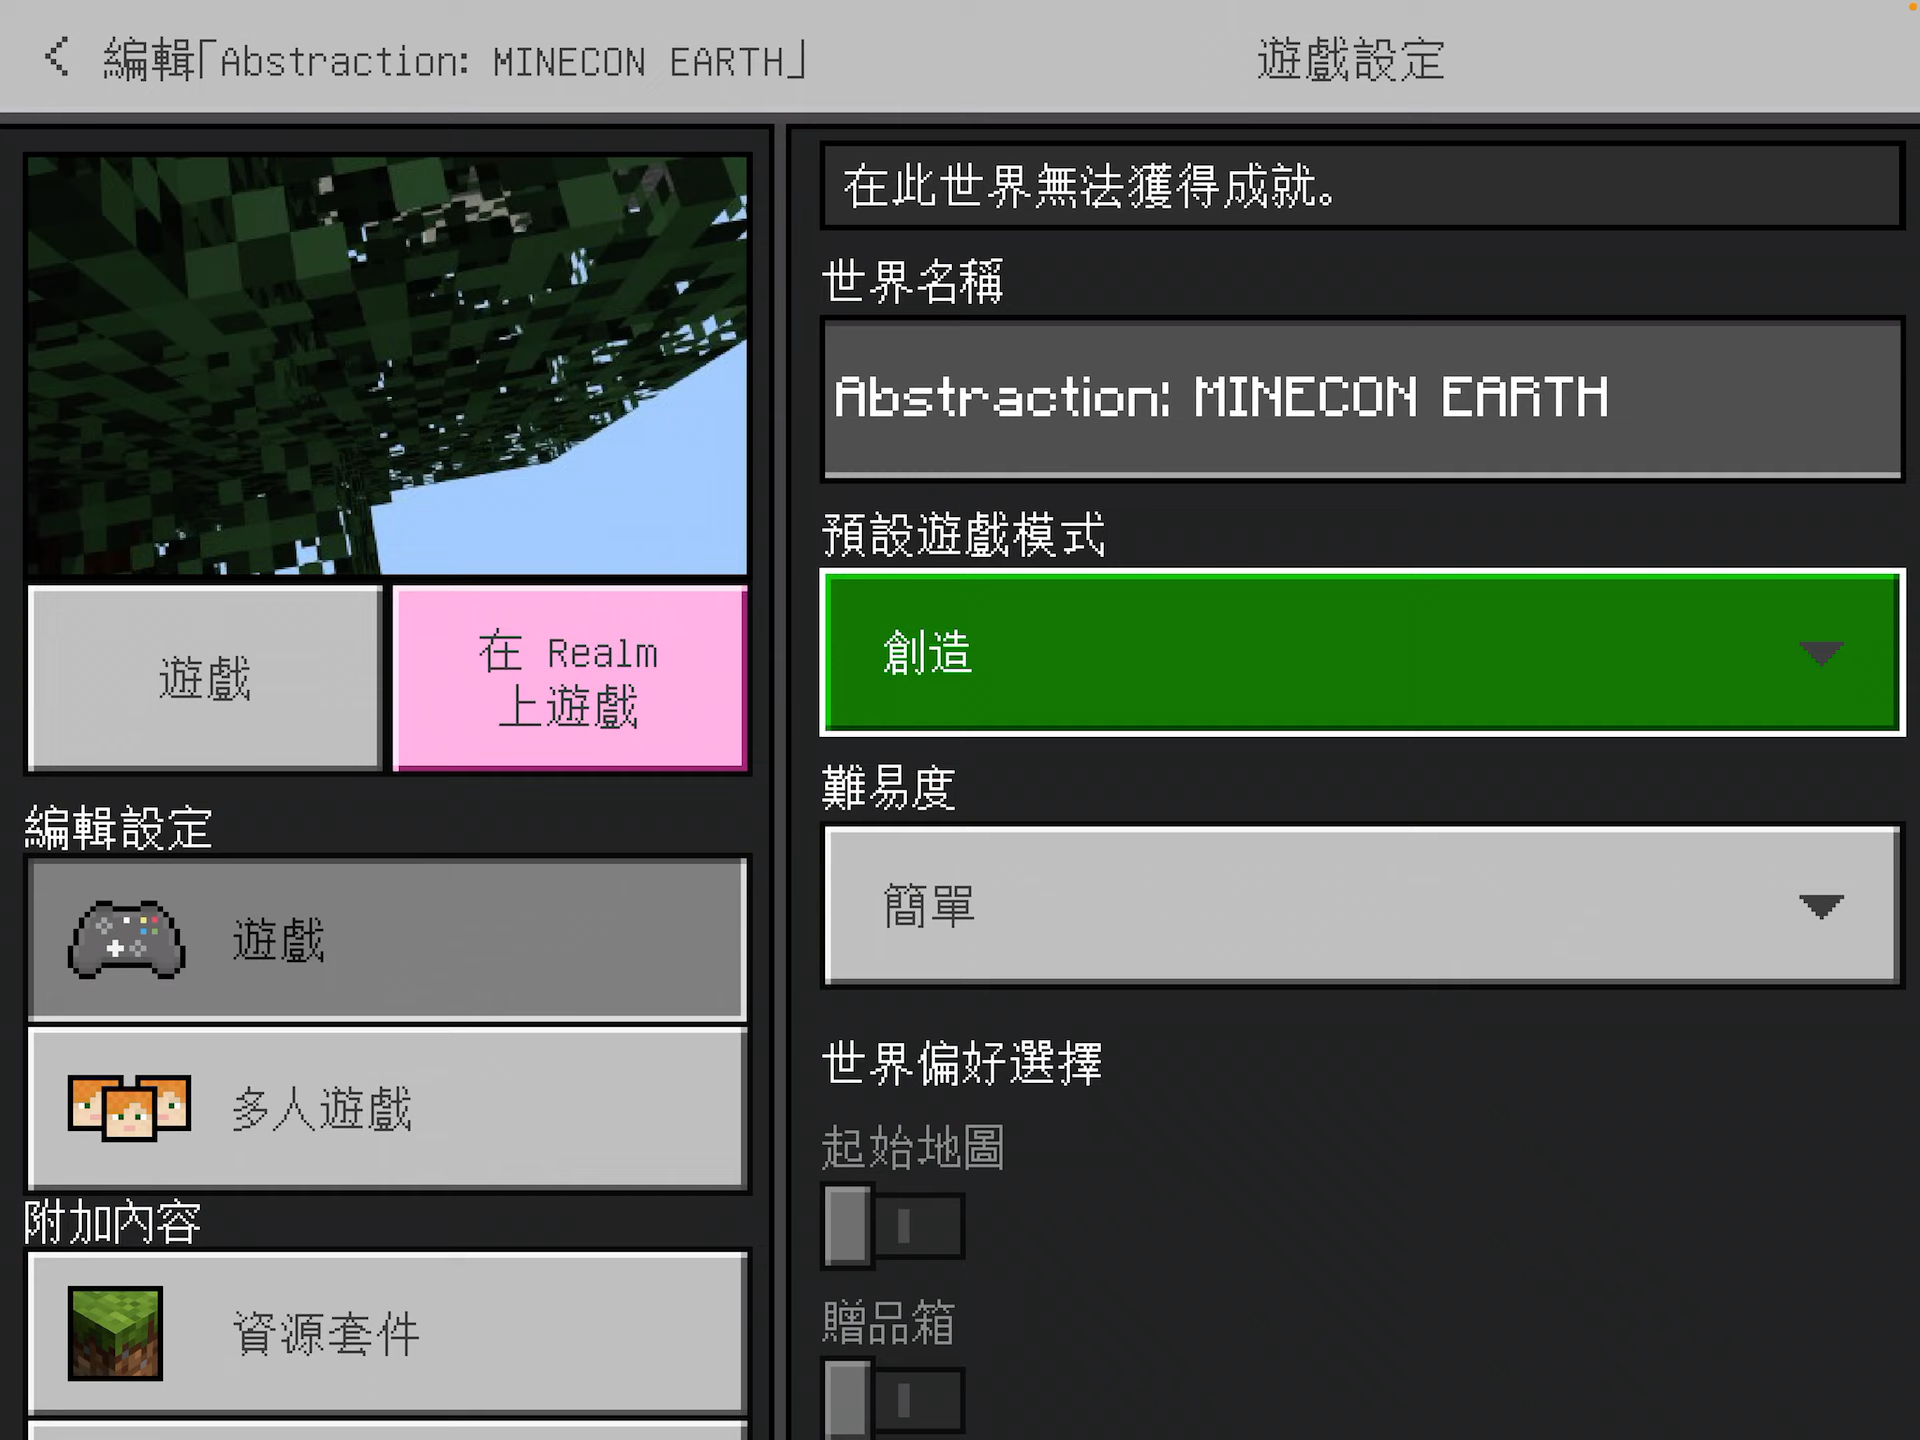 編輯「Abstraction: MINECON EARTH」
遊戲設定
遊戲
在 Realm
上遊戲
編輯設定
遊戲
多人遊戲
附加內容
資源套件
在此世界無法獲得成就。
世界名稱
Abstraction: MINECON EARTH
預設遊戲模式
創造
難易度
簡單
世界偏好選擇
起始地圖
贈品箱